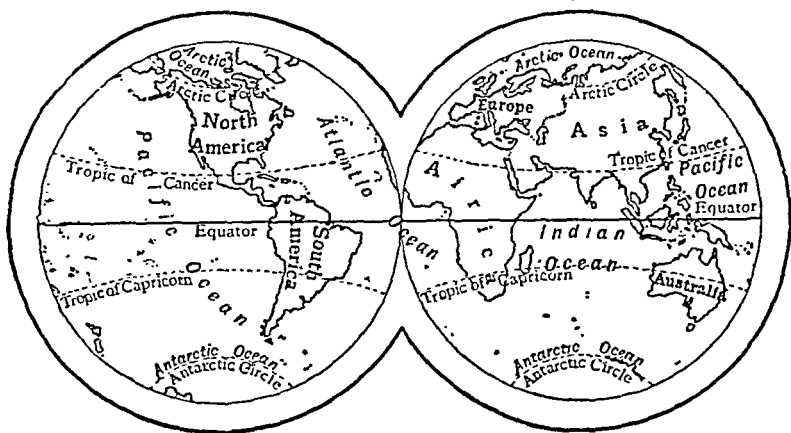 Arctic
Ocean
Arctic Circle
North
America
Pacific
Ocean
Atlantic
Ocean
Tropic of Cancer
Equator
South
America
Tropic of Capricorn
Antarctic Ocean
Antarctic Circle
Arctic Ocean
Arctic Circle
Europe
Asia
Tropic of Cancer
Pacific
Ocean
Africa
Equator
Indian
Ocean
Tropic of Capricorn
Australia
Antarctic Ocean
Antarctic Circle